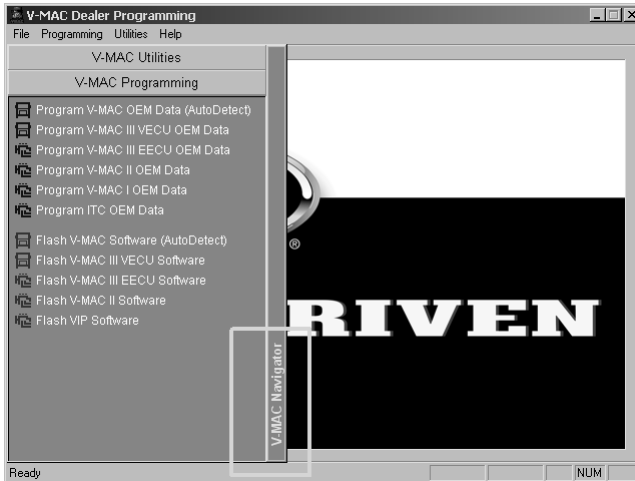 V-MAC Dealer Programming
File Programming Utilities Help
V-MAC Utilities
V-MAC Programming
Program V-MAC OEM Data (AutoDetect)
Program V-MAC III VECU OEM Data
Program V-MAC III EECU OEM Data
Program V-MAC II OEM Data
Program V-MAC I OEM Data
Program ITC OEM Data
Flash V-MAC Software (AutoDetect)
Flash V-MAC III VECU Software
Flash V-MAC III EECU Software
Flash V-MAC II Software
Flash VIP Software
V-MAC Navigator
®
RIVEN
Ready
NUM